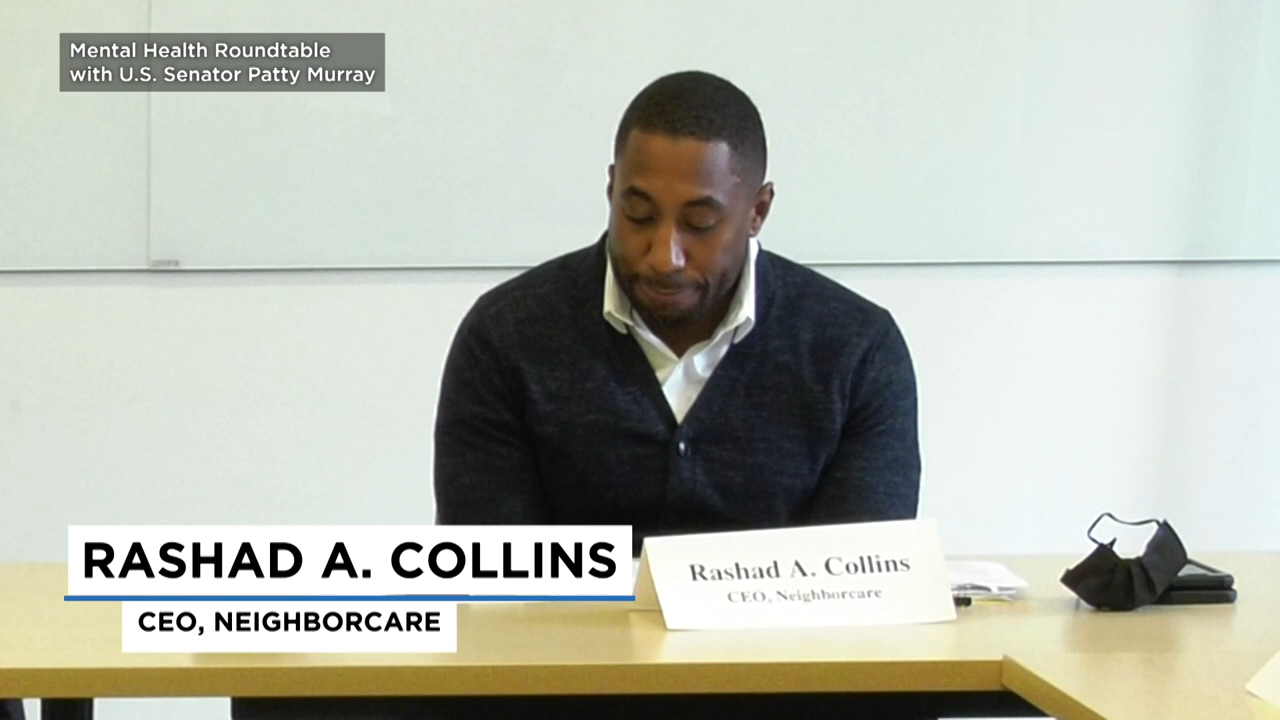 Mental Health Roundtable
with U.S. Senator Patty Murray
RASHAD A. COLLINS
CEO, NEIGHBORCARE
Rashad A. Collins
CEO, Neighborcare